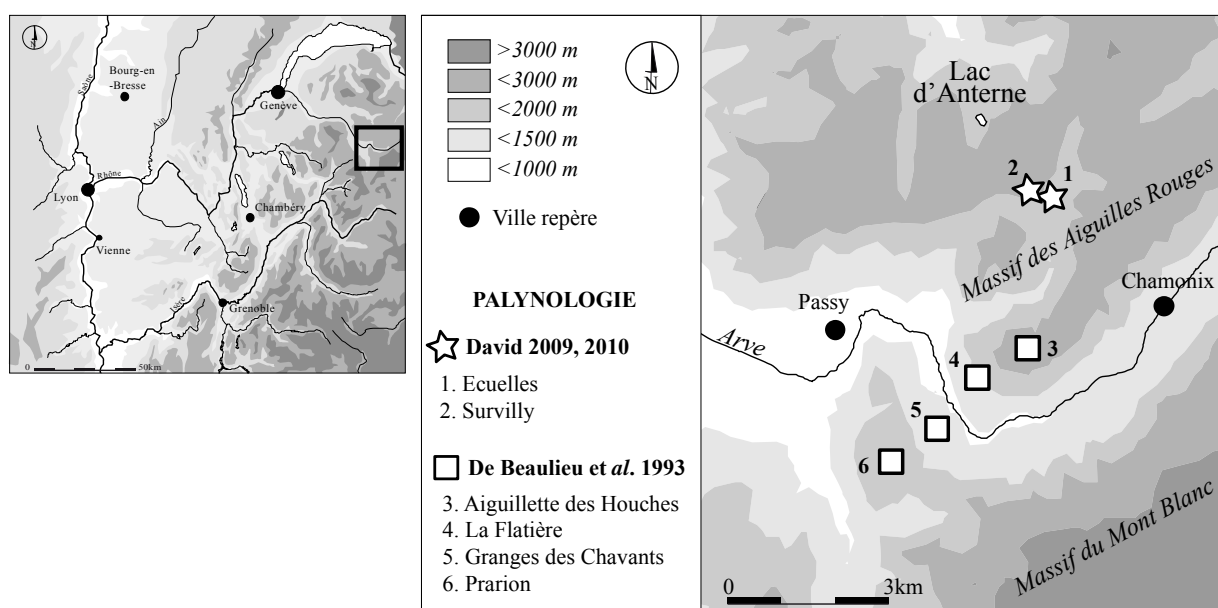 N
Saône
Bourg-en
-Bresse
Ain
Genève
Rhône
Lyon
Chambéry
Vienne
Isère
Grenoble
0 50km
>3000 m
<3000 m
<2000 m
<1500 m
<1000 m
N
Ville repère
PALYNOLOGIE
David 2009, 2010
1. Ecuelles
2. Survilly
De Beaulieu et al. 1993
3. Aiguillette des Houches
4. La Flatière
5. Granges des Chavants
6. Prarion
Lac
d'Anterne
2
1
Massif des Aiguilles Rouges
Chamonix
Passy
Arve
3
4
5
6
Massif du Mont Blanc
0 3km